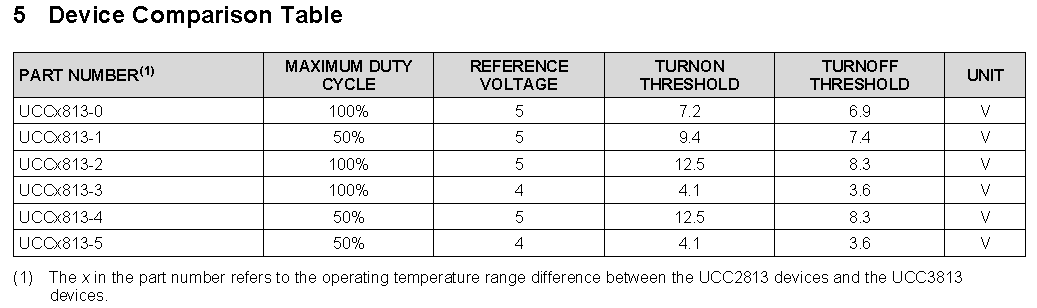 5 Device Comparison Table
PART NUMBER(1) MAXIMUM DUTY CYCLE REFERENCE VOLTAGE TURNON THRESHOLD TURNOFF THRESHOLD UNIT
UCCx813-0 100% 5 7.2 6.9 V
UCCx813-1 50% 5 9.4 7.4 V
UCCx813-2 100% 5 12.5 8.3 V
UCCx813-3 100% 4 4.1 3.6 V
UCCx813-4 50% 5 12.5 8.3 V
UCCx813-5 50% 4 4.1 3.6 V
(1) The x in the part number refers to the operating temperature range difference between the UCC2813 devices and the UCC3813
devices.